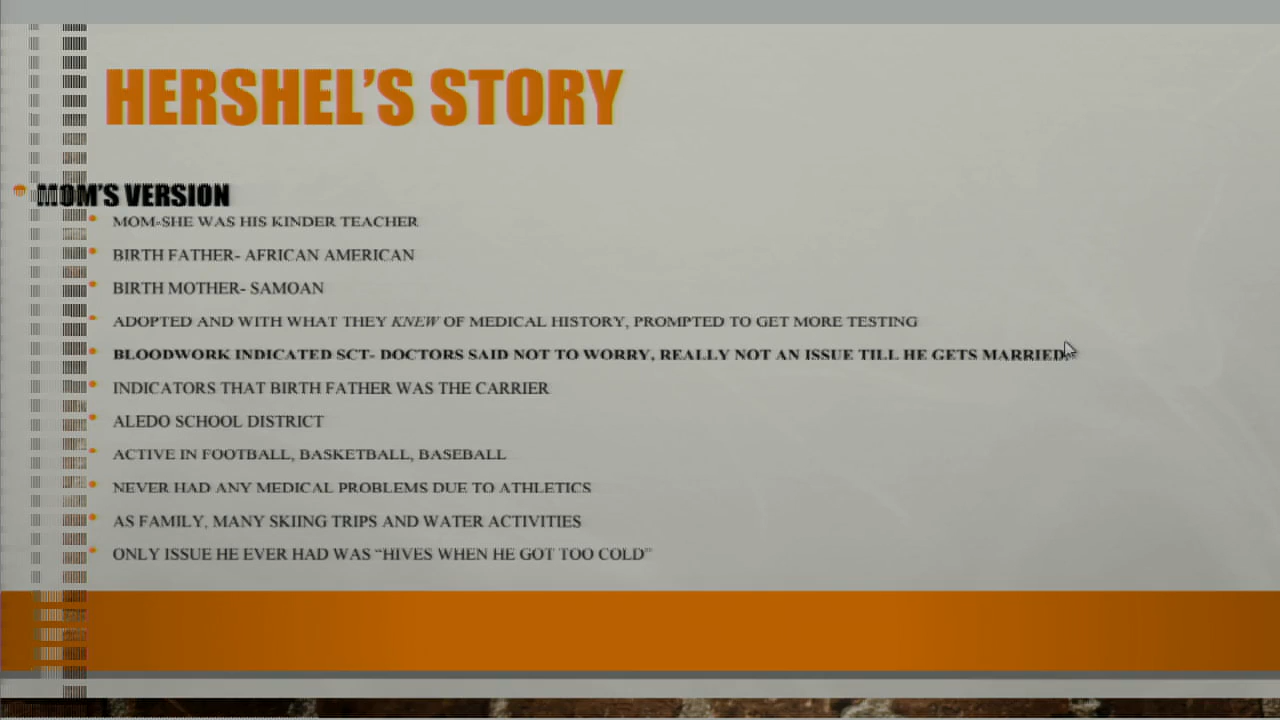 HERSHEL'S STORY
MOM'S VERSION
MOM-SHE WAS HIS KINDER TEACHER
BIRTH FATHER- AFRICAN AMERICAN
BIRTH MOTHER- SAMOAN
ADOPTED AND WITH WHAT THEY KNEW OF MEDICAL HISTORY, PROMPTED TO GET MORE TESTING
BLOODWORK INDICATED SCT- DOCTORS SAID NOT TO WORRY, REALLY NOT AN ISSUE TILL HE GETS MARRIED.
INDICATORS THAT BIRTH FATHER WAS THE CARRIER
ALEDO SCHOOL DISTRICT
ACTIVE IN FOOTBALL, BASKETBALL, BASEBALL
NEVER HAD ANY MEDICAL PROBLEMS DUE TO ATHLETICS
AS FAMILY, MANY SKIING TRIPS AND WATER ACTIVITIES
ONLY ISSUE HE EVER HAD WAS “HIVES WHEN HE GOT TOO COLD”